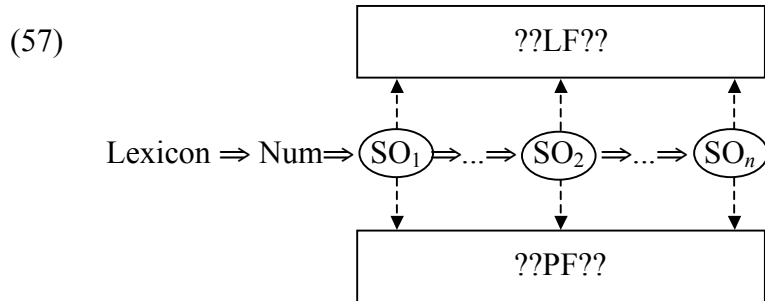 (57)
??LF??
Lexicon ⇒ Num⇒ SO₁ ⇒...⇒ SO₂ ⇒...⇒ SOₙ
??PF??